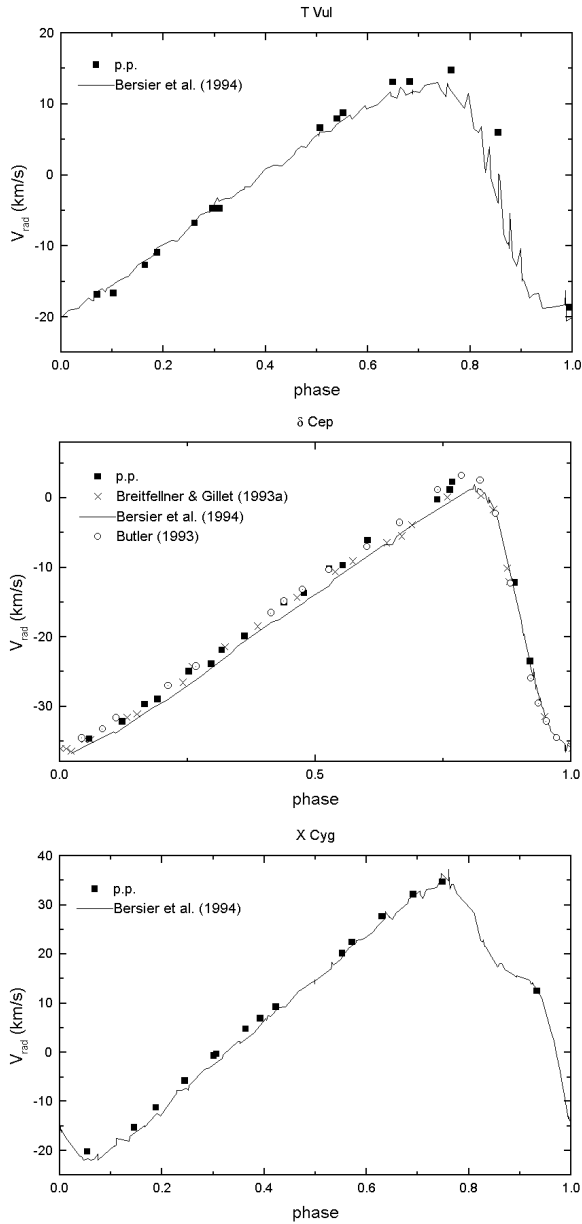 T Vul
p.p.
Bersier et al. (1994)
20
10
0
-10
-20
V_rad (km/s)
0.0 0.2 0.4 0.6 0.8 1.0
phase
δ Cep
p.p.
Breitfellner & Gillet (1993a)
Bersier et al. (1994)
Butler (1993)
0
-10
-20
-30
V_rad (km/s)
0.0 0.5 1.0
phase
X Cyg
p.p.
Bersier et al. (1994)
40
30
20
10
0
-10
-20
V_rad (km/s)
0.0 0.2 0.4 0.6 0.8 1.0
phase